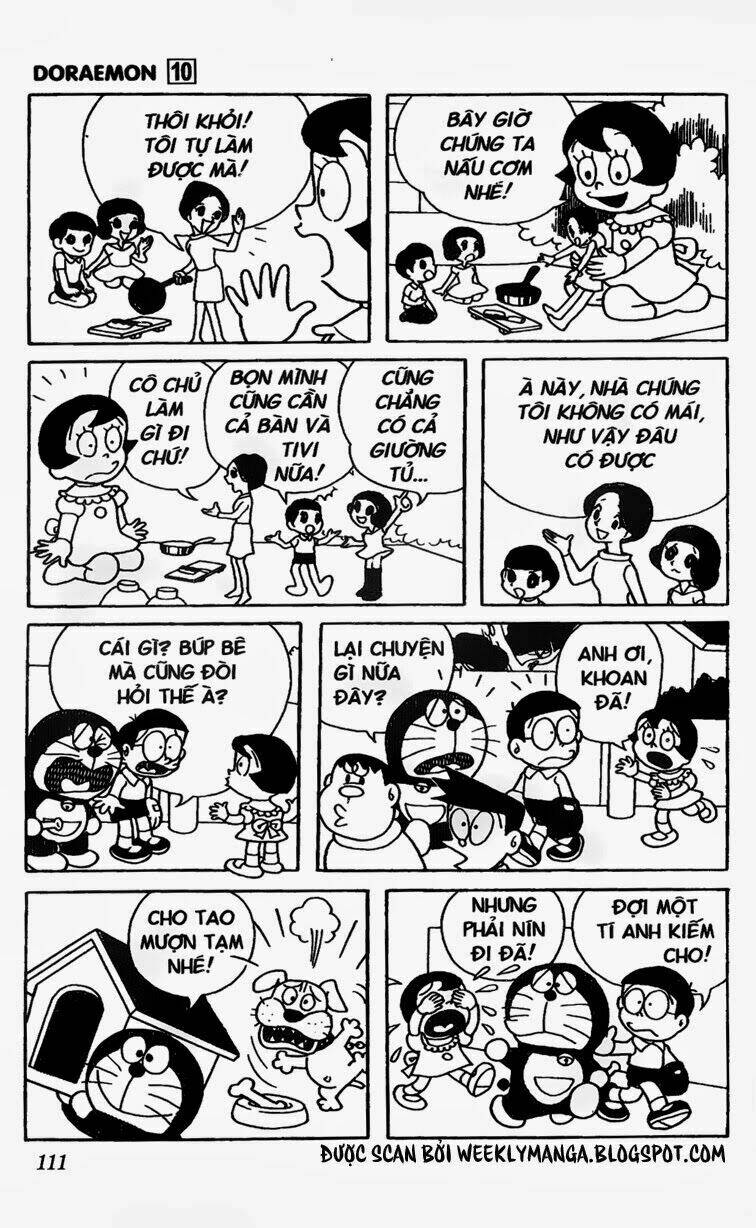 DORAEMON 10
BÂY GIỜ
CHÚNG TA
NẤU CƠM
NHÉ!
THÔI KHỎI!
TÔI TỰ LÀM
ĐƯỢC MÀ!
À NÀY, NHÀ CHÚNG
TÔI KHÔNG CÓ MÁI,
NHƯ VẬY ĐÂU
CÓ ĐƯỢC
CŨNG
CHẲNG
CÓ CẢ
GIƯỜNG
TỦ...
BỌN MÌNH
CŨNG CẦN
CẢ BÀN VÀ
TIVI
NỮA!
CÔ CHỦ
LÀM
GÌ ĐI
CHỨ!
ANH ƠI,
KHOAN
ĐÃ!
LẠI CHUYỆN
GÌ NỮA
ĐÂY?
CÁI GÌ? BÚP BÊ
MÀ CŨNG ĐÒI
HỎI THẾ À?
ĐỢI MỘT
TÍ ANH KIẾM
CHO!
NHƯNG
PHẢI NÍN
ĐI ĐÃ!
CHO TAO
MƯỢN TẠM
NHÉ!
111
ĐƯỢC SCAN BỞI WEEKLYMANGA.BLOGSPOT.COM